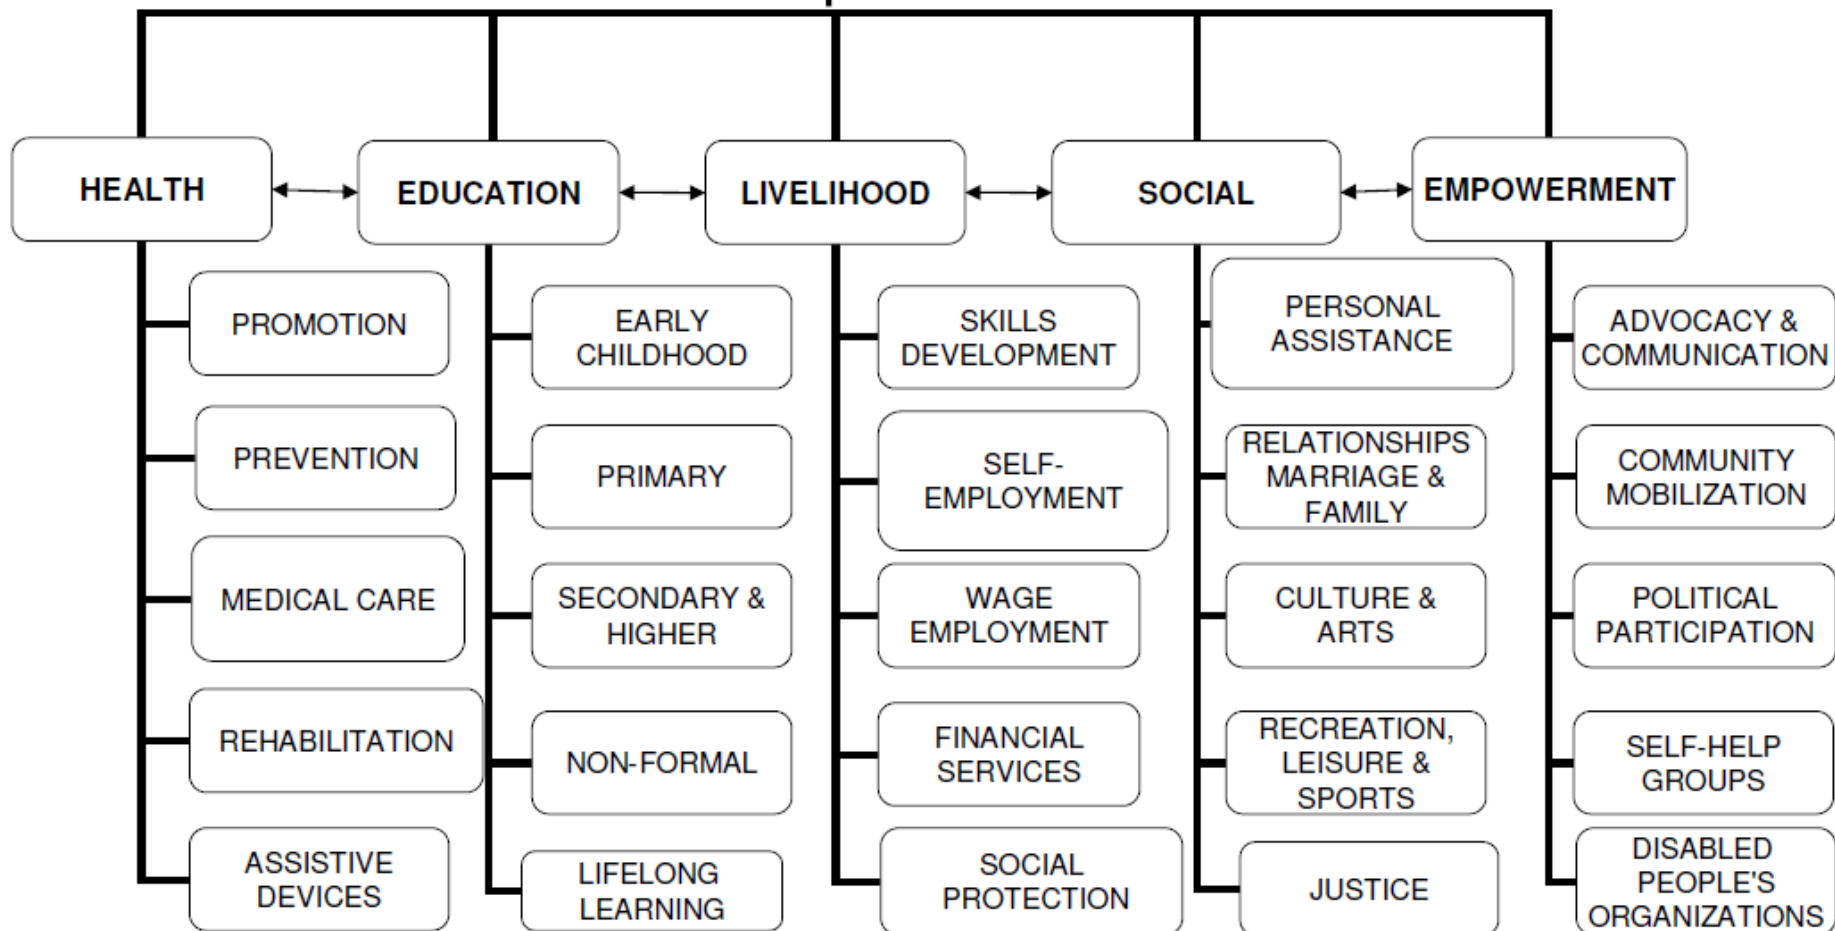 HEALTH
EDUCATION
LIVELIHOOD
SOCIAL
EMPOWERMENT
PROMOTION
PREVENTION
MEDICAL CARE
REHABILITATION
ASSISTIVE
DEVICES
EARLY
CHILDHOOD
PRIMARY
SECONDARY &
HIGHER
NON-FORMAL
LIFELONG
LEARNING
SKILLS
DEVELOPMENT
SELF-
EMPLOYMENT
WAGE
EMPLOYMENT
FINANCIAL
SERVICES
SOCIAL
PROTECTION
PERSONAL
ASSISTANCE
RELATIONSHIPS
MARRIAGE &
FAMILY
CULTURE &
ARTS
RECREATION,
LEISURE &
SPORTS
JUSTICE
ADVOCACY &
COMMUNICATION
COMMUNITY
MOBILIZATION
POLITICAL
PARTICIPATION
SELF-HELP
GROUPS
DISABLED
PEOPLE'S
ORGANIZATIONS